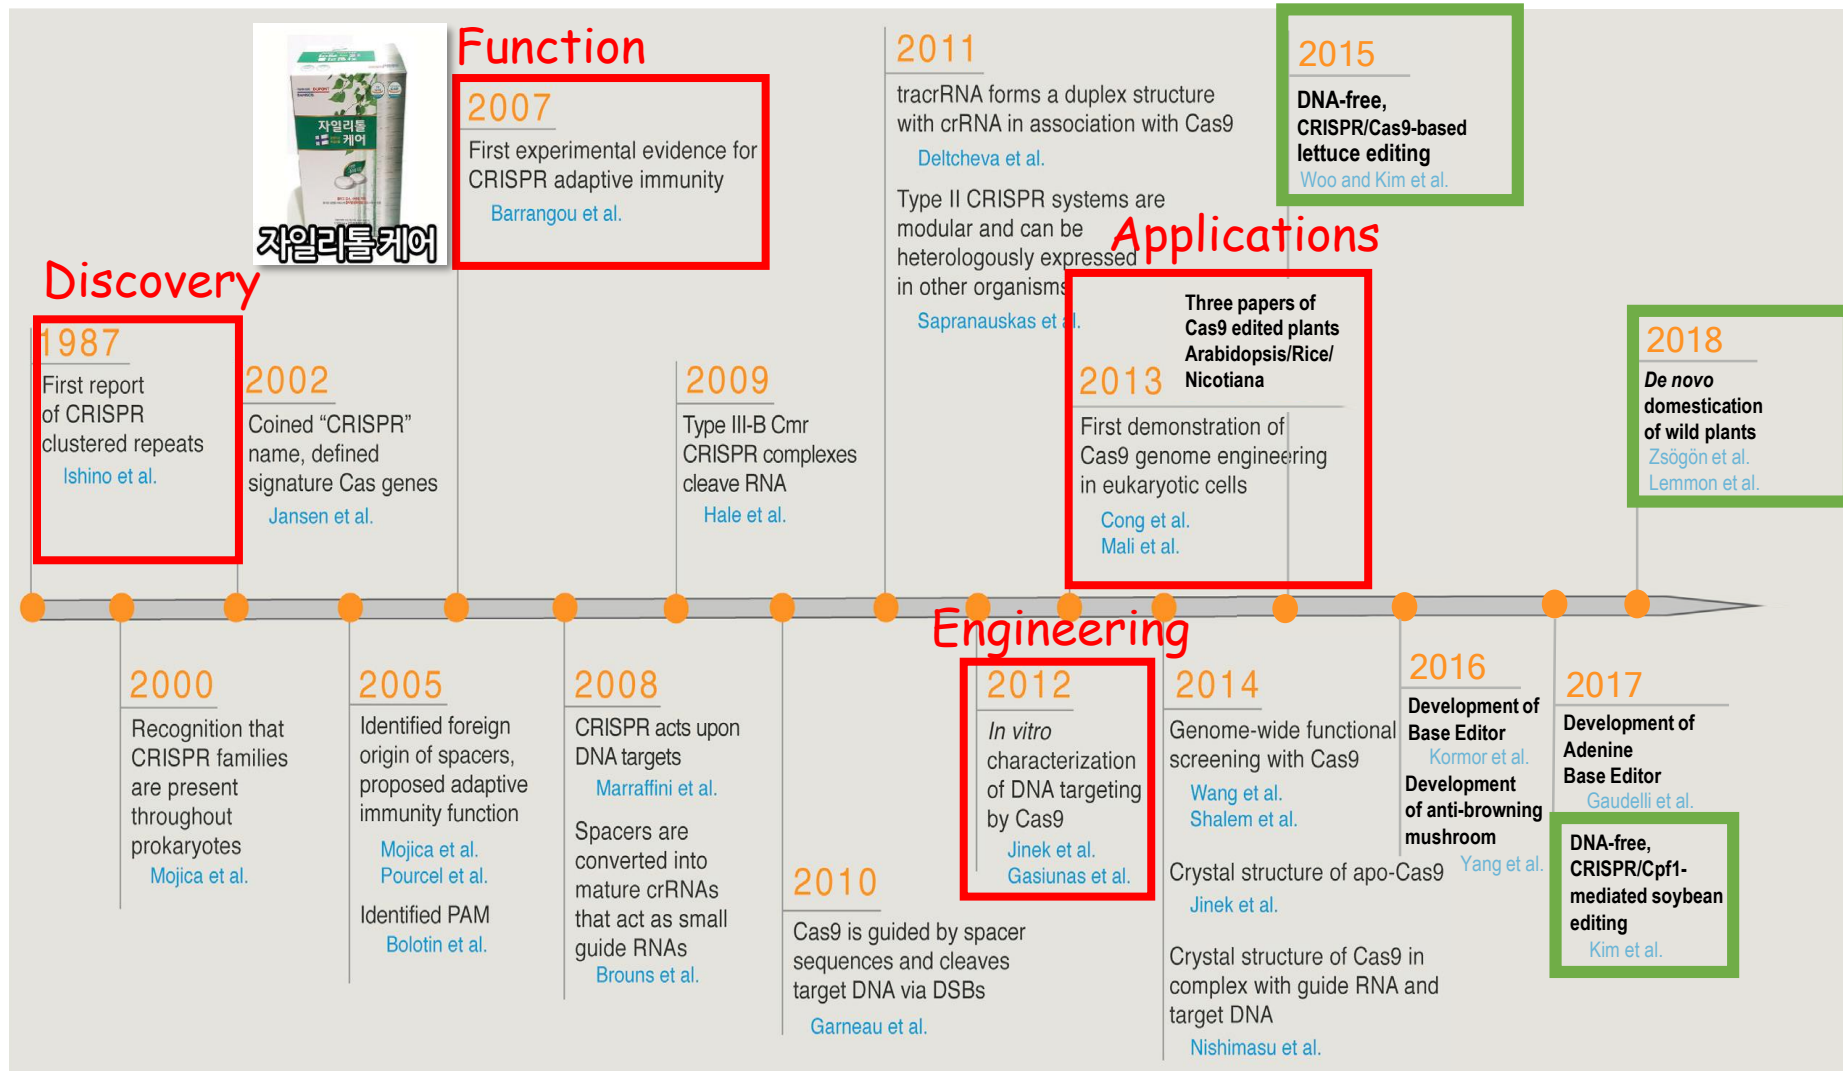 Function
2007
First experimental evidence for
CRISPR adaptive immunity
Barrangou et al.
자일리톨
케어
자일리톨 케어
Discovery
1987
First report
of CRISPR
clustered repeats
Ishino et al.
2002
Coined “CRISPR”
name, defined
signature Cas genes
Jansen et al.
2009
Type III-B Cmr
CRISPR complexes
cleave RNA
Hale et al.
2011
tracrRNA forms a duplex structure
with crRNA in association with Cas9
Deltcheva et al.
Type II CRISPR systems are
modular and can be
heterologously expressed
in other organisms
Sapranauskas et al.
Applications
Three papers of
Cas9 edited plants
Arabidopsis/Rice/
Nicotiana
2013
First demonstration of
Cas9 genome engineering
in eukaryotic cells
Cong et al.
Mali et al.
2015
DNA-free,
CRISPR/Cas9-based
lettuce editing
Woo and Kim et al.
2018
De novo
domestication
of wild plants
Zsögön et al.
Lemmon et al.
2000
Recognition that
CRISPR families
are present
throughout
prokaryotes
Mojica et al.
2005
Identified foreign
origin of spacers,
proposed adaptive
immunity function
Mojica et al.
Pourcel et al.
Identified PAM
Bolotin et al.
2008
CRISPR acts upon
DNA targets
Marraffini et al.
Spacers are
converted into
mature crRNAs
that act as small
guide RNAs
Brouns et al.
2010
Cas9 is guided by spacer
sequences and cleaves
target DNA via DSBs
Garneau et al.
Engineering
2012
In vitro
characterization
of DNA targeting
by Cas9
Jinek et al.
Gasiunas et al.
2014
Genome-wide functional
screening with Cas9
Wang et al.
Shalem et al.
Crystal structure of apo-Cas9
Jinek et al.
Crystal structure of Cas9 in
complex with guide RNA and
target DNA
Nishimasu et al.
2016
Development of
Base Editor
Kormor et al.
Development
of anti-browning
mushroom
Yang et al.
2017
Development of
Adenine
Base Editor
Gaudelli et al.
DNA-free,
CRISPR/Cpf1-
mediated soybean
editing
Kim et al.